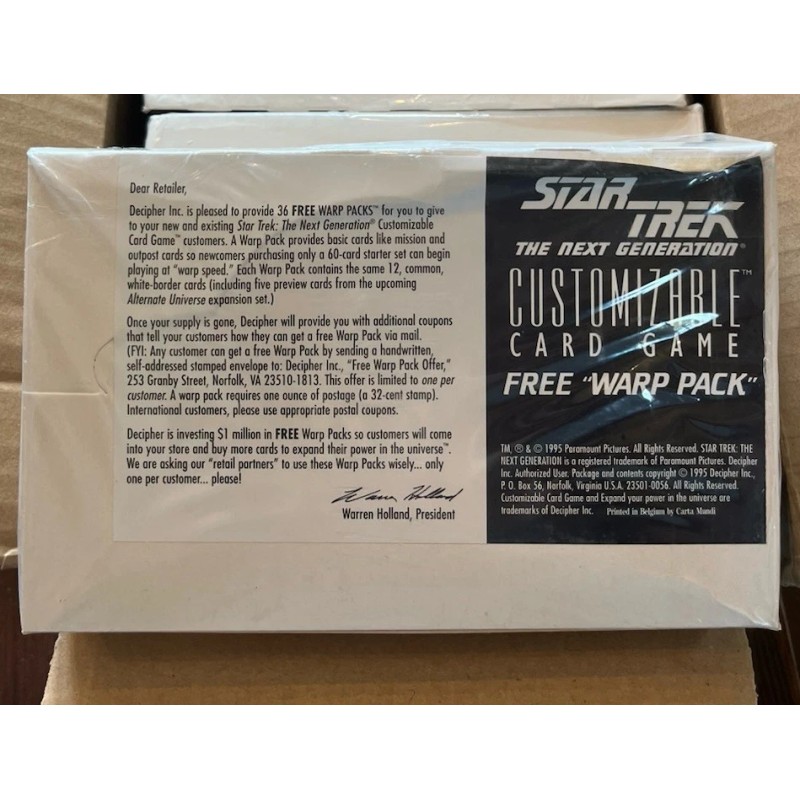 Dear Retailer,
Decipher Inc. is pleased to provide 36 FREE WARP PACKS™ for you to give
to your new and existing Star Trek: The Next Generation® Customizable
Card Game™ customers. A Warp Pack provides basic cards like mission and
outpost cards so newcomers purchasing only a 60-card starter set can begin
playing at "warp speed." Each Warp Pack contains the same 12, common,
white-border cards (including five preview cards from the upcoming
Alternate Universe expansion set.)
Once your supply is gone, Decipher will provide you with additional coupons
that tell your customers how they can get a free Warp Pack via mail.
(FYI: Any customer can get a free Warp Pack by sending a handwritten,
self-addressed stamped envelope to: Decipher Inc., "Free Warp Pack Offer,"
253 Granby Street, Norfolk, VA 23510-1813. This offer is limited to one per
customer. A warp pack requires one ounce of postage (a 32-cent stamp).
International customers, please use appropriate postal coupons.
Decipher is investing $1 million in FREE Warp Packs so customers will come
into your store and buy more cards to expand their power in the universe™.
We are asking our "retail partners" to use these Warp Packs wisely... only
one per customer... please!
Warren Holland
Warren Holland, President
STAR
TREK
THE NEXT GENERATION®
CUSTOMIZABLE™
CARD GAME
FREE "WARP PACK"
TM, ® & © 1995 Paramount Pictures. All Rights Reserved. STAR TREK: THE
NEXT GENERATION is a registered trademark of Paramount Pictures. Decipher
Inc. Authorized User. Package and contents copyright © 1995 Decipher Inc.,
P. O. Box 56, Norfolk, Virginia U.S.A. 23501-0056. All Rights Reserved.
Customizable Card Game and Expand your power in the universe are
trademarks of Decipher Inc. Printed in Belgium by Carta Mundi